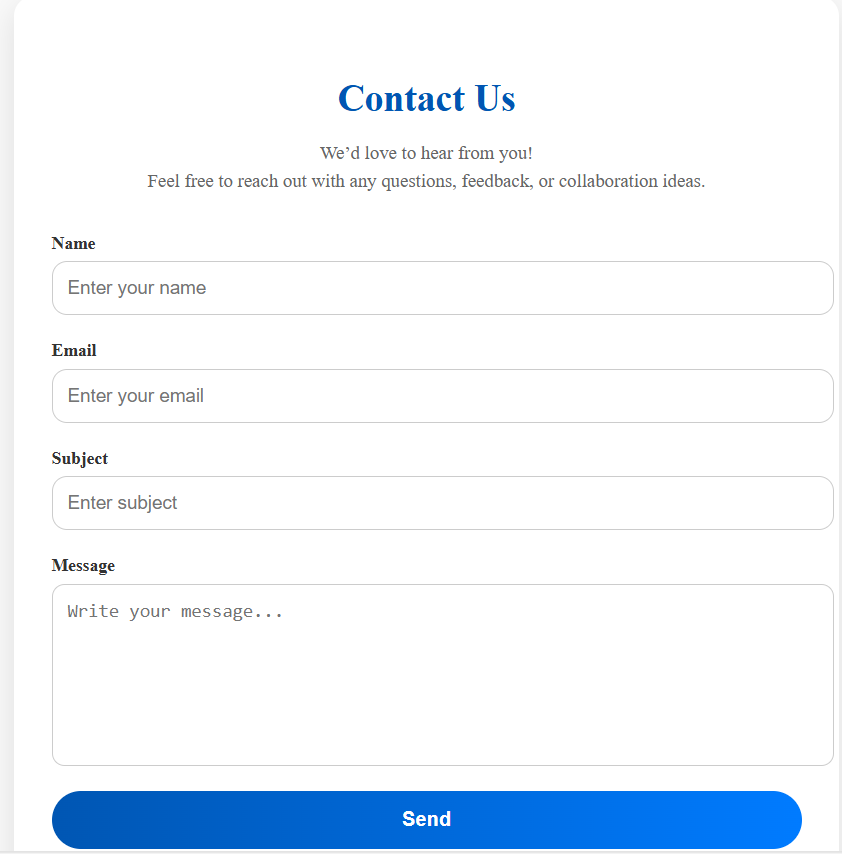 Contact Us
We’d love to hear from you!
Feel free to reach out with any questions, feedback, or collaboration ideas.
Name
Enter your name
Email
Enter your email
Subject
Enter subject
Message
Write your message...
Send